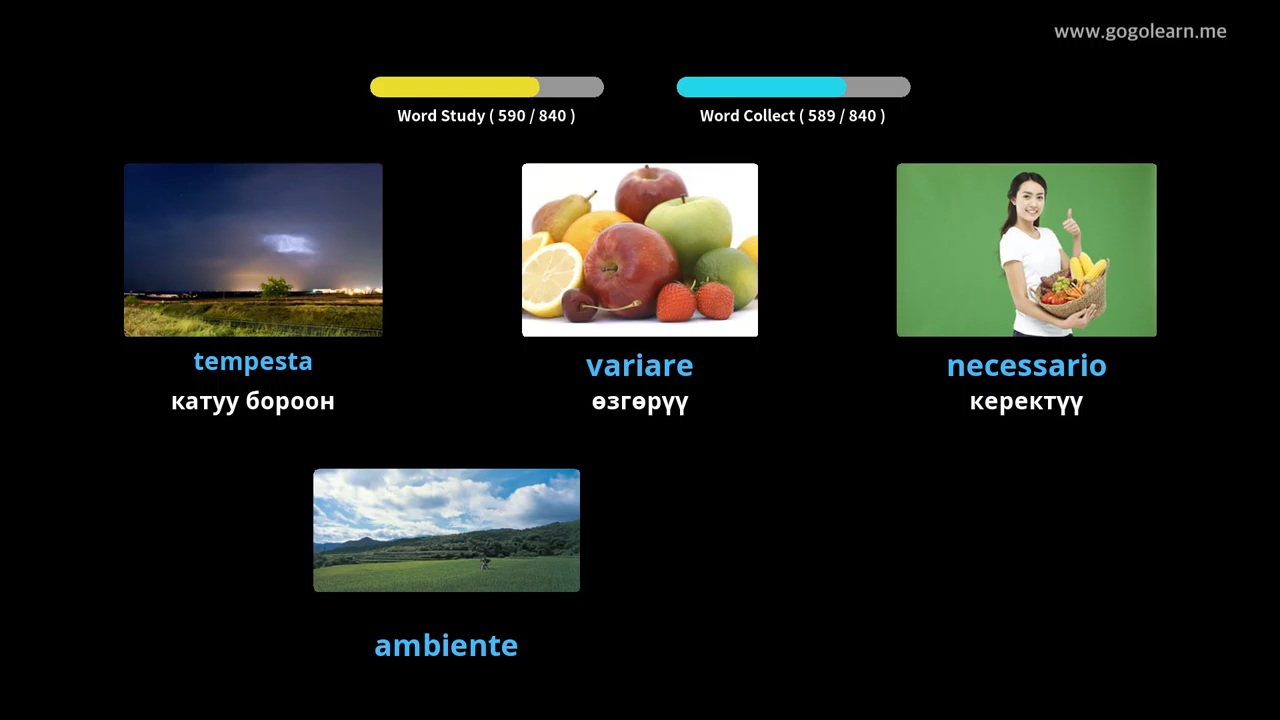 www.gogolearn.me
Word Study ( 590 / 840 )
Word Collect ( 589 / 840 )
tempesta
катуу бороон
variare
өзгөрүү
necessario
керектүү
ambiente